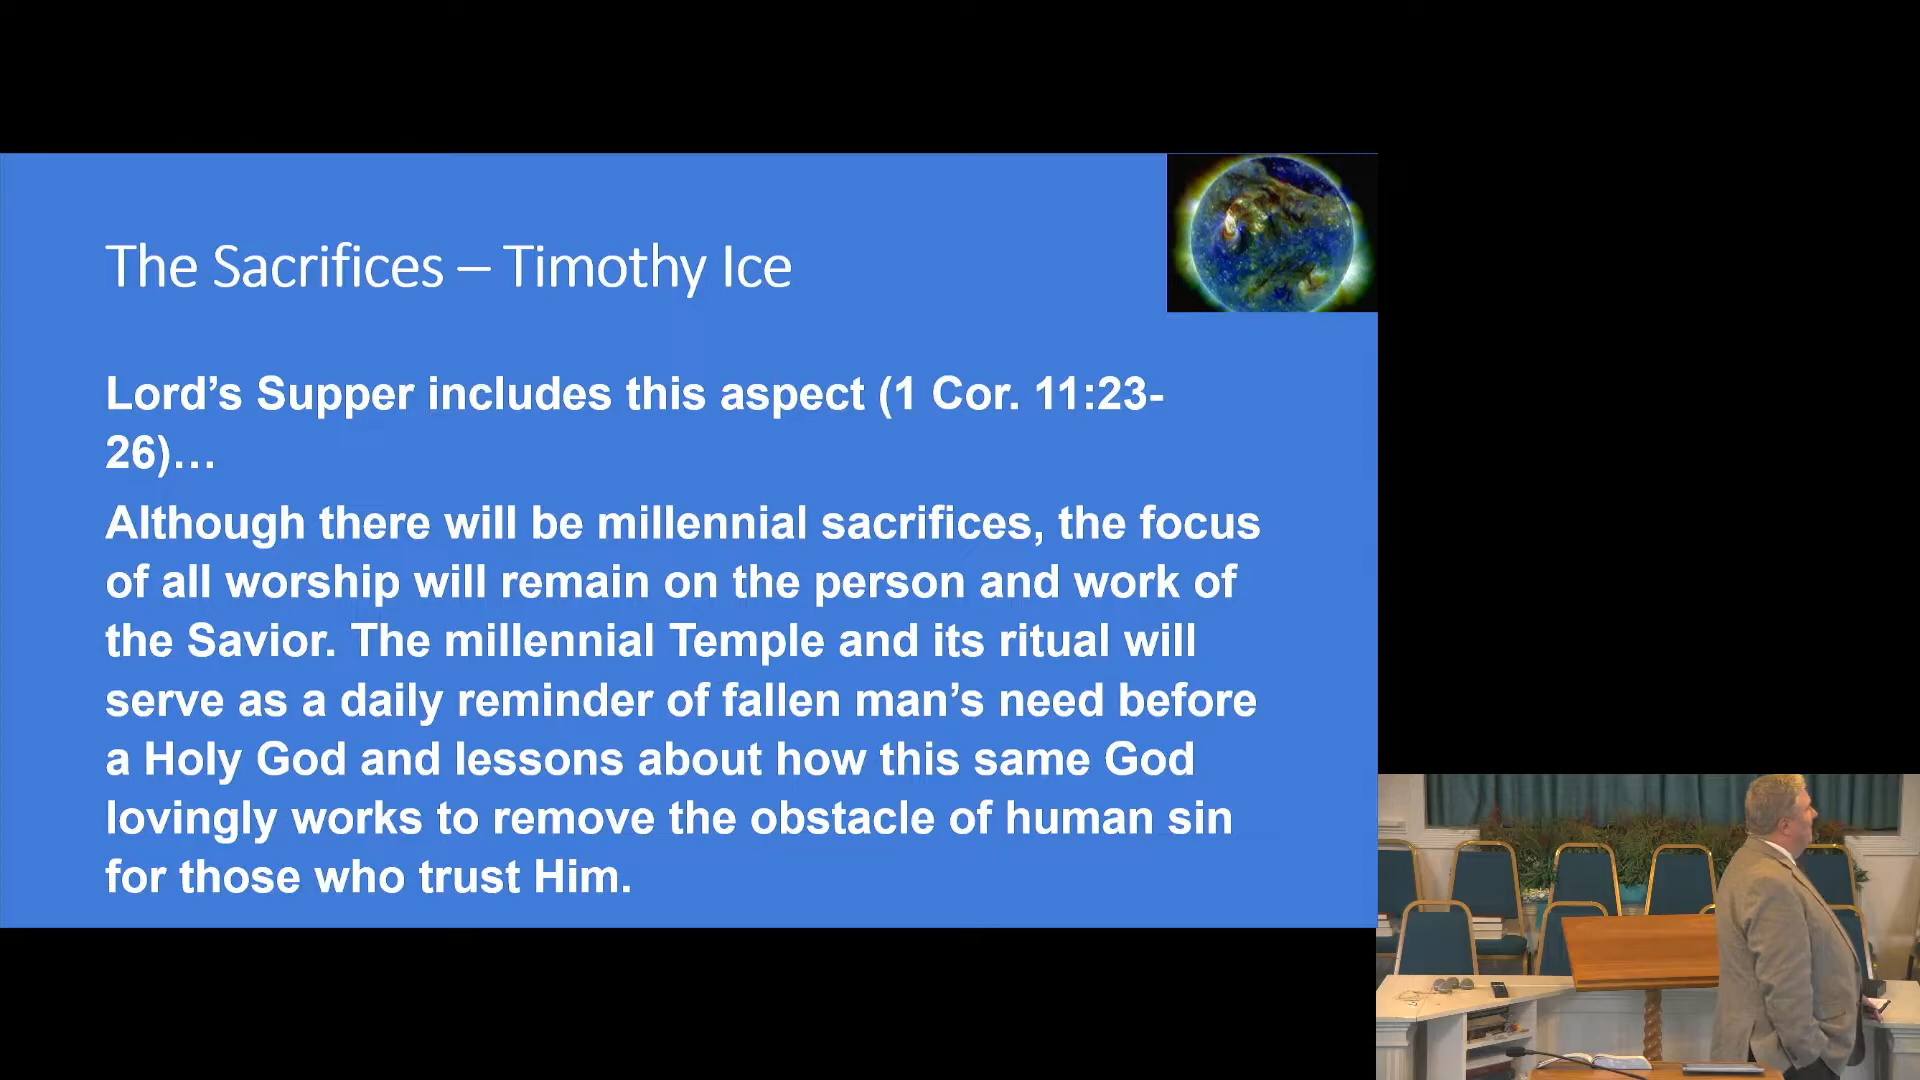 The Sacrifices – Timothy Ice
Lord’s Supper includes this aspect (1 Cor. 11:23-
26)…
Although there will be millennial sacrifices, the focus
of all worship will remain on the person and work of
the Savior. The millennial Temple and its ritual will
serve as a daily reminder of fallen man’s need before
a Holy God and lessons about how this same God
lovingly works to remove the obstacle of human sin
for those who trust Him.